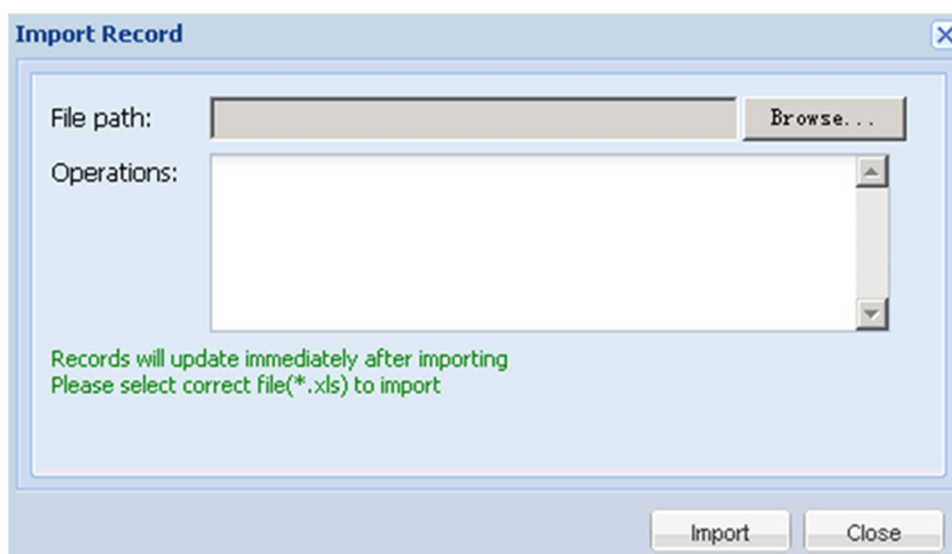 Import Record
File path:
Browse...
Operations:
Records will update immediately after importing
Please select correct file(*.xls) to import
Import
Close